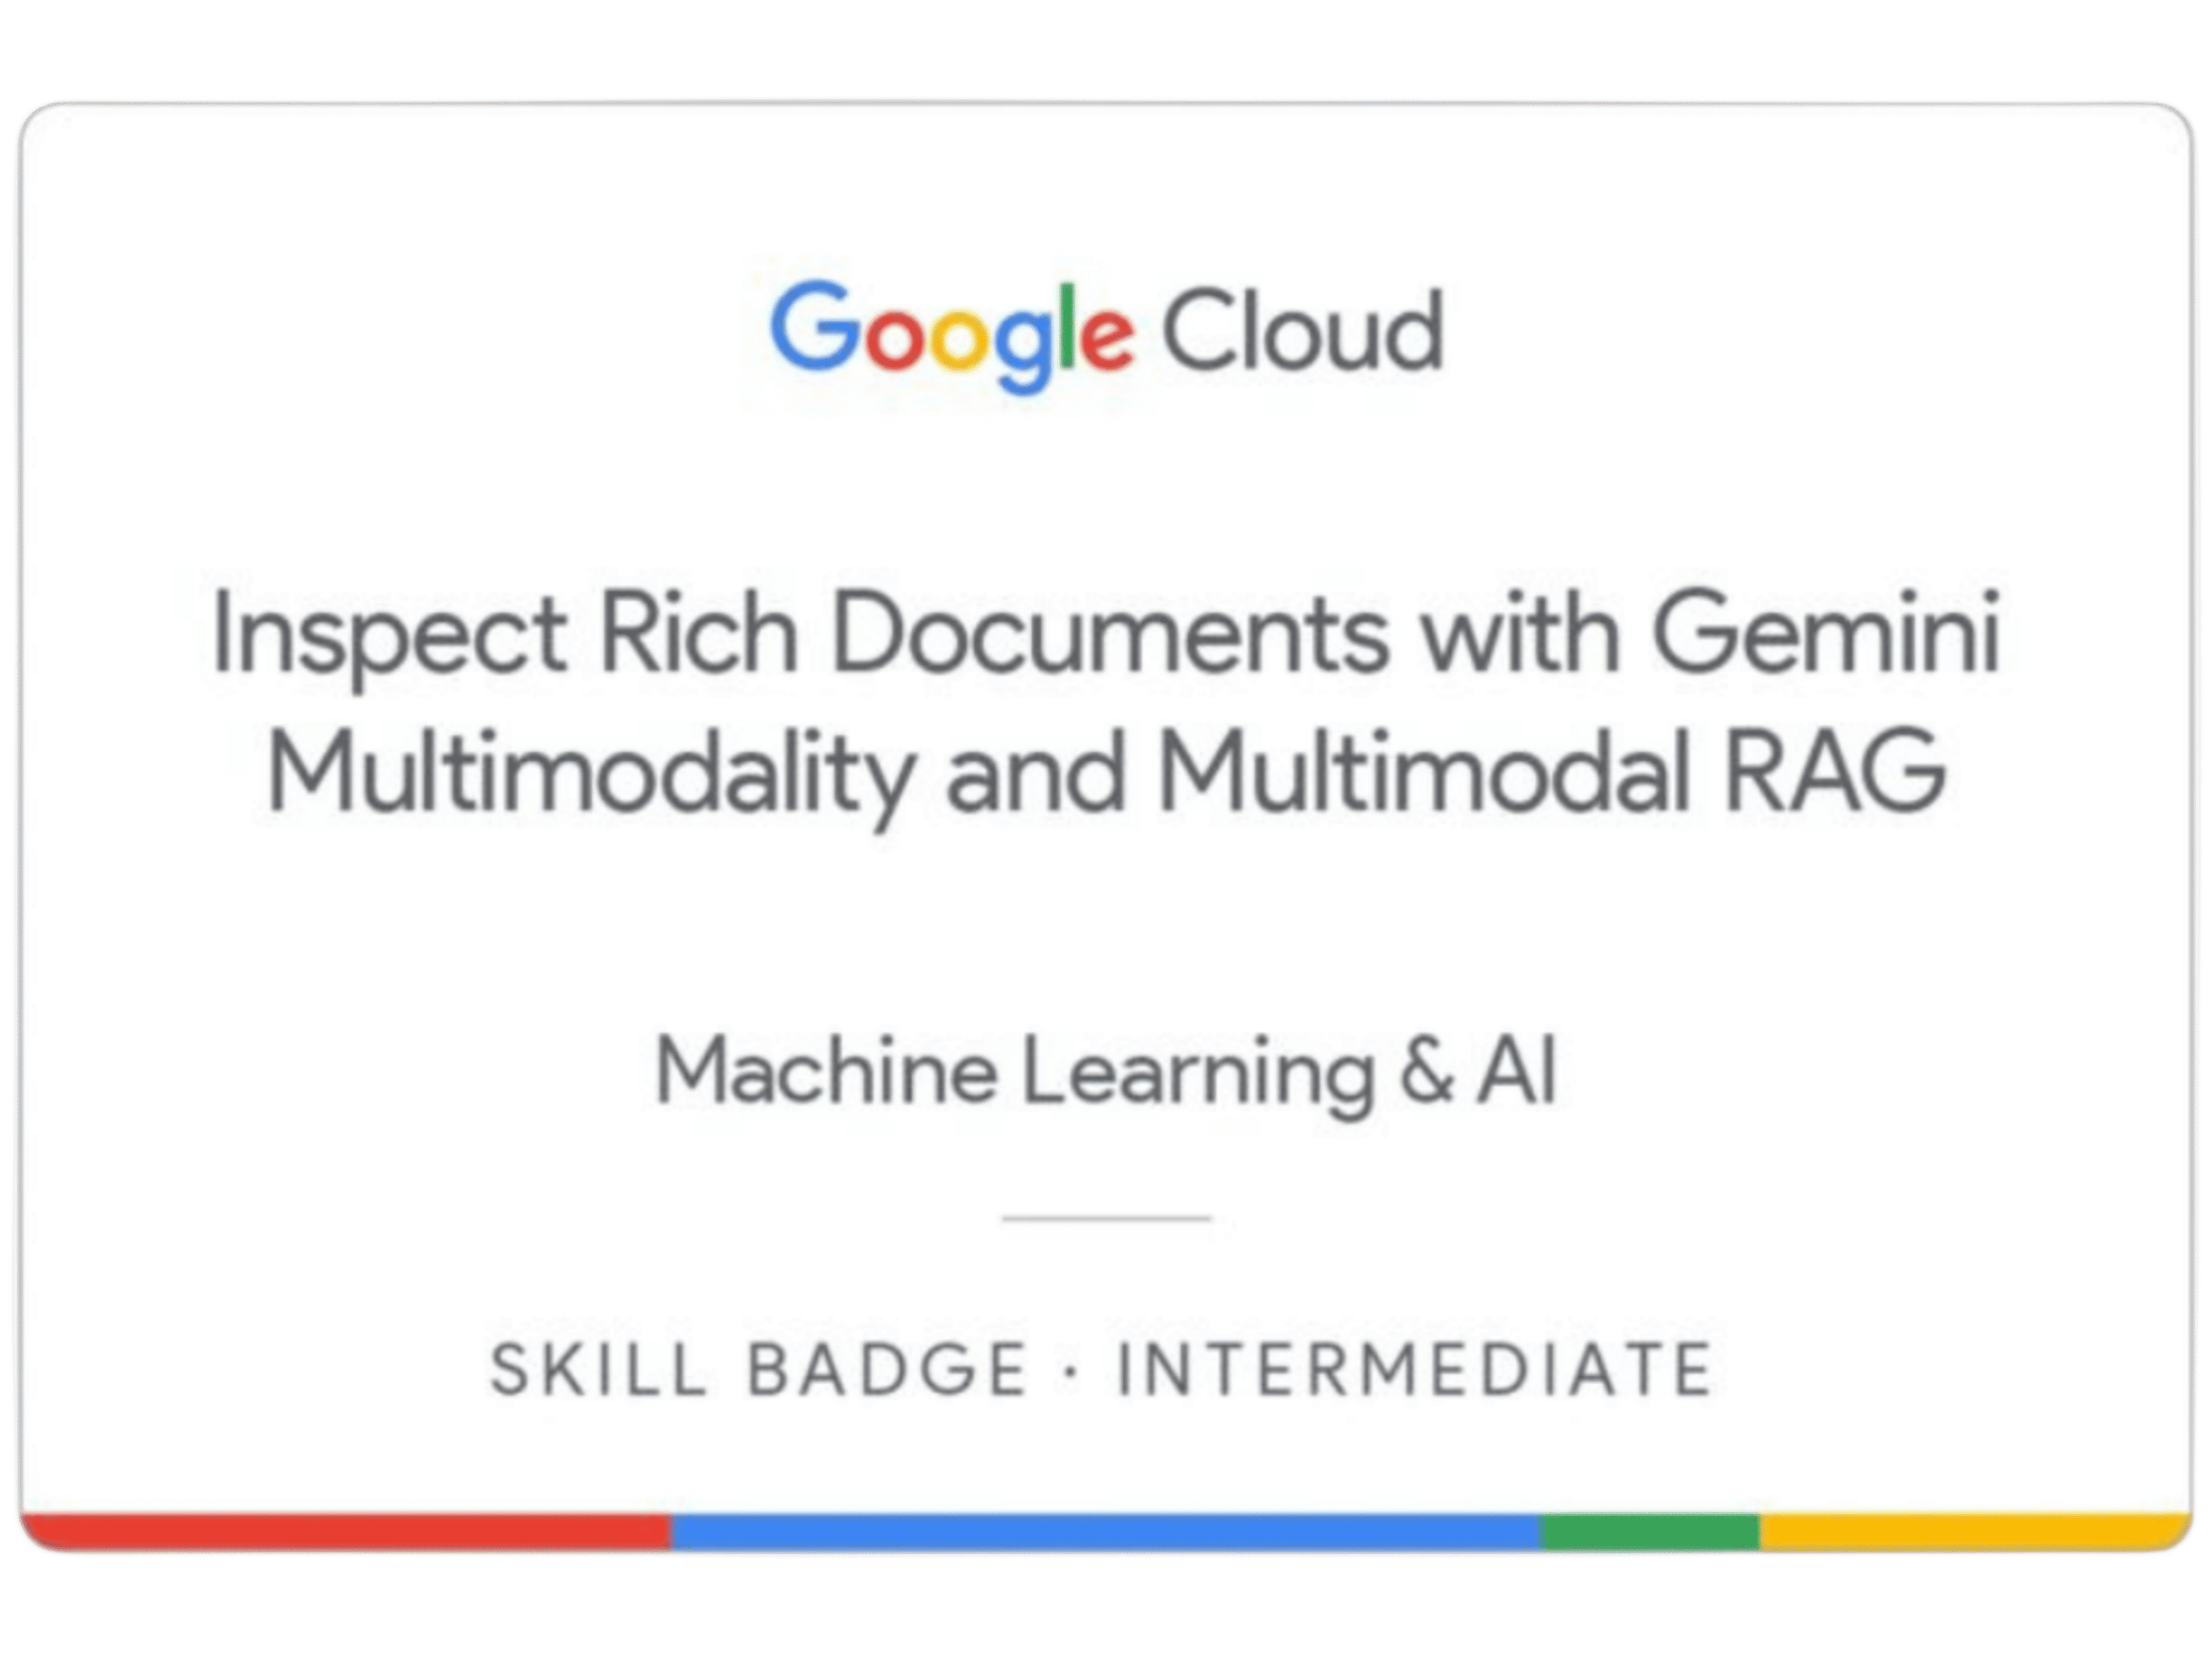 Google Cloud
Inspect Rich Documents with Gemini
Multimodality and Multimodal RAG
Machine Learning & AI
SKILL BADGE · INTERMEDIATE